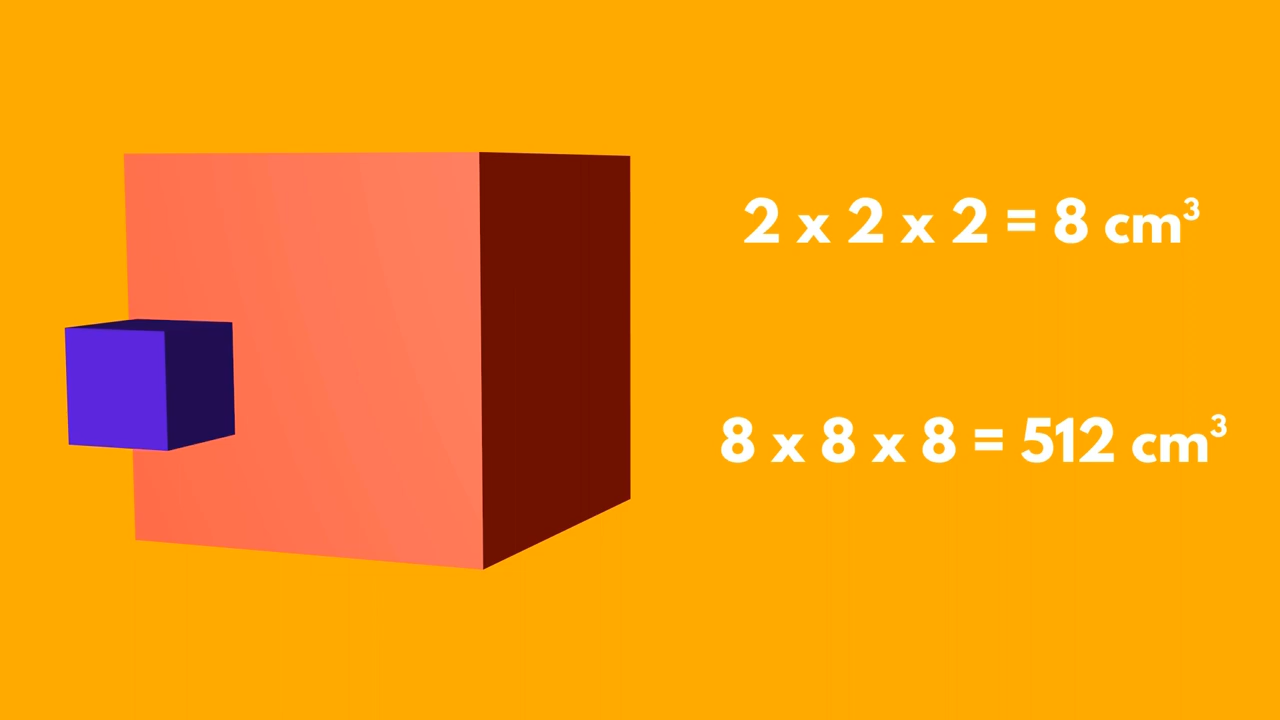 2 x 2 x 2 = 8 cm³
8 x 8 x 8 = 512 cm³